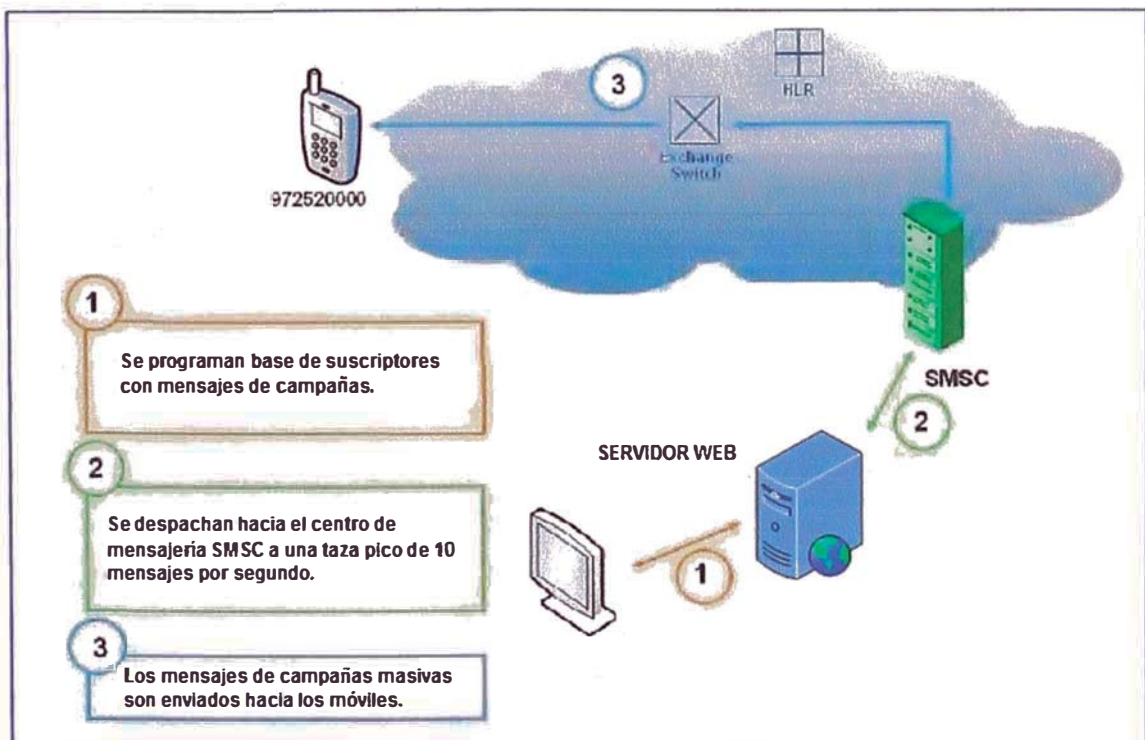 3
HLR
Exchange
Switch
972520000
1
Se programan base de suscriptores
con mensajes de campañas.
SMSC
2
SERVIDOR WEB
2
Se despachan hacia el centro de
mensajería SMSC a una taza pico de 10
mensajes por segundo.
1
3
Los mensajes de campañas masivas
son enviados hacia los móviles.